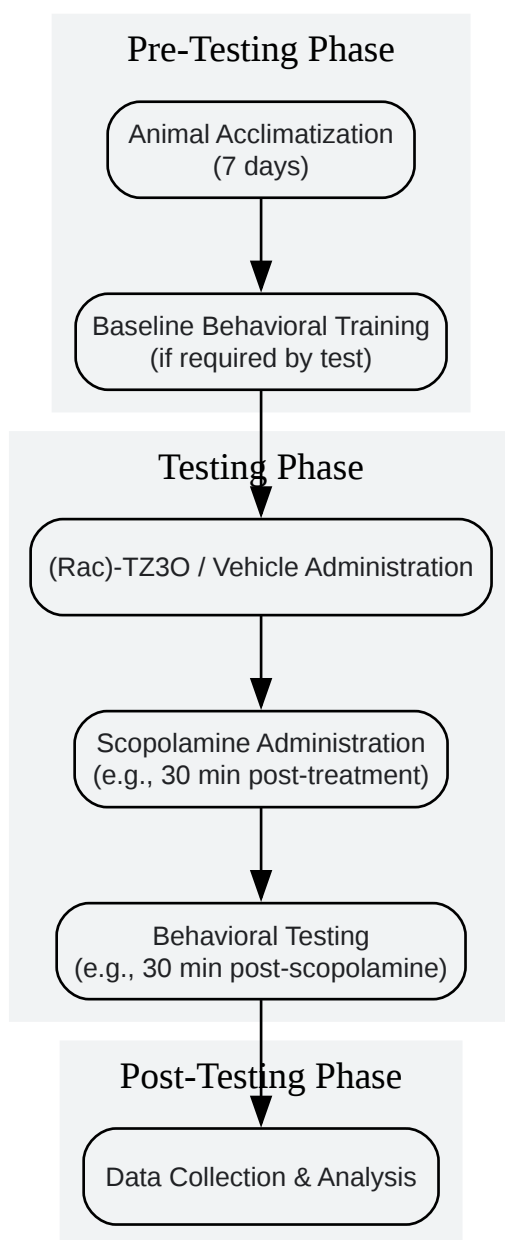 Pre-Testing Phase
Animal Acclimatization
(7 days)
Baseline Behavioral Training
(if required by test)
Testing Phase
(Rac)-TZ3O / Vehicle Administration
Scopolamine Administration
(e.g., 30 min post-treatment)
Behavioral Testing
(e.g., 30 min post-scopolamine)
Post-Testing Phase
Data Collection & Analysis